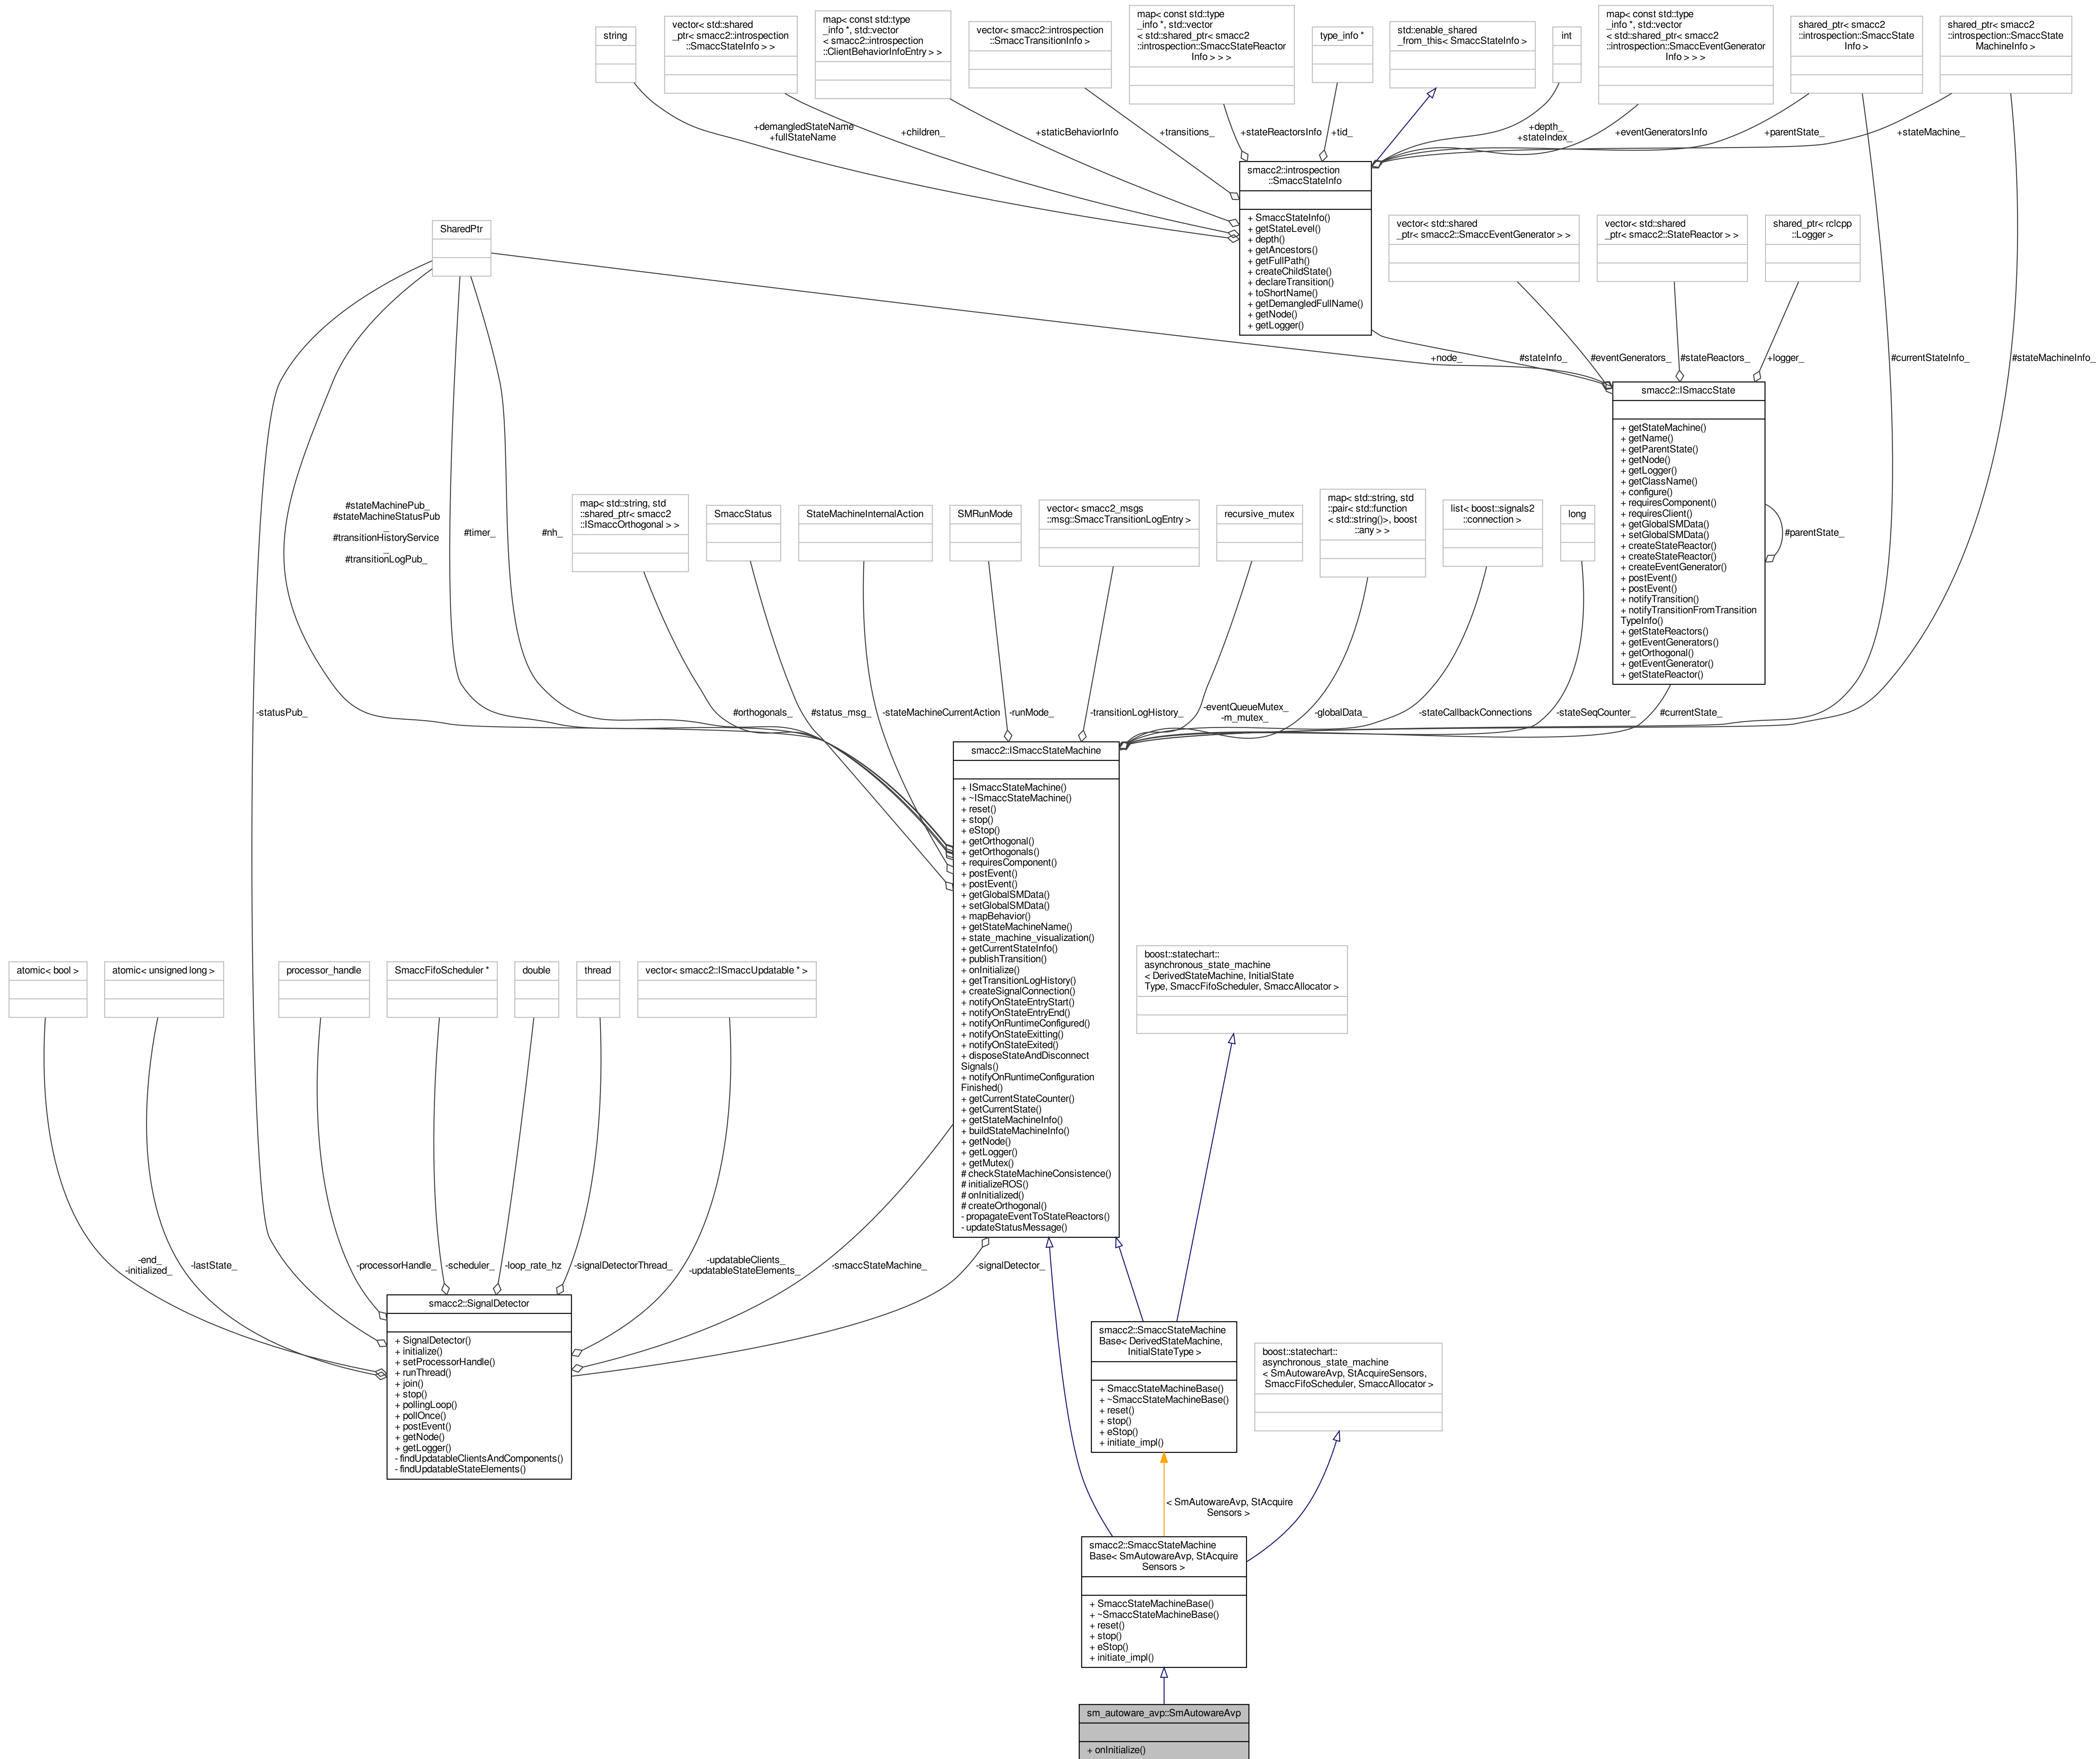 string
vector< std::shared
_ptr< smacc2::introspection
::SmaccStateInfo > >
map< const std::type
_info *, std::vector
< smacc2::introspection
::ClientBehaviorInfoEntry > >
vector< smacc2::introspection
::SmaccTransitionInfo >
map< const std::type
_info *, std::vector
< std::shared_ptr< smacc2
::introspection::SmaccStateReactor
Info > > >
type_info *
std::enable_shared
_from_this< SmaccStateInfo >
int
map< const std::type
_info *, std::vector
< std::shared_ptr< smacc2
::introspection::SmaccEventGenerator
Info > > >
shared_ptr< smacc2
::introspection::SmaccState
Info >
shared_ptr< smacc2
::introspection::SmaccState
MachineInfo >
+demangledStateName
+fullStateName
+children_
+staticBehaviorInfo
+transitions_
+stateReactorsInfo
+tid_
+depth_
+stateIndex_
+eventGeneratorsInfo
+parentState_
+stateMachine_
smacc2::introspection
::SmaccStateInfo
+ SmaccStateInfo()
+ getStateLevel()
+ depth()
+ getAncestors()
+ getFullPath()
+ createChildState()
+ declareTransition()
+ toShortName()
+ getDemangledFullName()
+ getNode()
+ getLogger()
SharedPtr
vector< std::shared
_ptr< smacc2::SmaccEventGenerator > >
vector< std::shared
_ptr< smacc2::StateReactor > >
shared_ptr< rclcpp
::Logger >
+node_
#stateInfo_
#eventGenerators_
#stateReactors_
+logger_
#currentStateInfo_
#stateMachineInfo_
smacc2::ISmaccState
+ getStateMachine()
+ getName()
+ getParentState()
+ getNode()
+ getLogger()
+ getClassName()
+ configure()
+ requiresComponent()
+ requiresClient()
+ getGlobalSMData()
+ setGlobalSMData()
+ createStateReactor()
+ createStateReactor()
+ createEventGenerator()
+ postEvent()
+ postEvent()
+ notifyTransition()
+ notifyTransitionFromTransition
TypeInfo()
+ getStateReactors()
+ getEventGenerators()
+ getOrthogonal()
+ getEventGenerator()
+ getStateReactor()
#parentState_
#stateMachinePub_
#stateMachineStatusPub
_
#transitionHistoryService
_
#transitionLogPub_
#timer_
#nh_
map< std::string, std
::shared_ptr< smacc2
::ISmaccOrthogonal > >
SmaccStatus
StateMachineInternalAction
SMRunMode
vector< smacc2_msgs
::msg::SmaccTransitionLogEntry >
recursive_mutex
map< std::string, std
::pair< std::function
< std::string()>, boost
::any > >
list< boost::signals2
::connection >
long
-statusPub_
#orthogonals_
#status_msg_
-stateMachineCurrentAction
-runMode_
-transitionLogHistory_
-eventQueueMutex_
-m_mutex_
-globalData_
-stateCallbackConnections
-stateSeqCounter_
#currentState_
smacc2::ISmaccStateMachine
+ ISmaccStateMachine()
+ ~ISmaccStateMachine()
+ reset()
+ stop()
+ eStop()
+ getOrthogonal()
+ getOrthogonals()
+ requiresComponent()
+ postEvent()
+ postEvent()
+ getGlobalSMData()
+ setGlobalSMData()
+ mapBehavior()
+ getStateMachineName()
+ state_machine_visualization()
+ getCurrentStateInfo()
+ publishTransition()
+ onInitialize()
+ getTransitionLogHistory()
+ createSignalConnection()
+ notifyOnStateEntryStart()
+ notifyOnStateEntryEnd()
+ notifyOnRuntimeConfigured()
+ notifyOnStateExitting()
+ notifyOnStateExited()
+ disposeStateAndDisconnect
Signals()
+ notifyOnRuntimeConfiguration
Finished()
+ getCurrentStateCounter()
+ getCurrentState()
+ getStateMachineInfo()
+ buildStateMachineInfo()
+ getNode()
+ getLogger()
+ getMutex()
# checkStateMachineConsistence()
# initializeROS()
# onInitialized()
# createOrthogonal()
- propagateEventToStateReactors()
- updateStatusMessage()
atomic< bool >
atomic< unsigned long >
processor_handle
SmaccFifoScheduler *
double
thread
vector< smacc2::ISmaccUpdatable * >
boost::statechart::
asynchronous_state_machine
< DerivedStateMachine, InitialState
Type, SmaccFifoScheduler, SmaccAllocator >
-end_
-initialized_
-lastState_
-processorHandle_
-scheduler_
-loop_rate_hz
-signalDetectorThread_
-updatableClients_
-updatableStateElements_
-smaccStateMachine_
-signalDetector_
smacc2::SignalDetector
+ SignalDetector()
+ initialize()
+ setProcessorHandle()
+ runThread()
+ join()
+ stop()
+ pollingLoop()
+ pollOnce()
+ postEvent()
+ getNode()
+ getLogger()
- findUpdatableClientsAndComponents()
- findUpdatableStateElements()
smacc2::SmaccStateMachine
Base< DerivedStateMachine,
InitialStateType >
+ SmaccStateMachineBase()
+ ~SmaccStateMachineBase()
+ reset()
+ stop()
+ eStop()
+ initiate_impl()
boost::statechart::
asynchronous_state_machine
< SmAutowareAvp, StAcquireSensors,
SmaccFifoScheduler, SmaccAllocator >
< SmAutowareAvp, StAcquire
Sensors >
smacc2::SmaccStateMachine
Base< SmAutowareAvp, StAcquire
Sensors >
+ SmaccStateMachineBase()
+ ~SmaccStateMachineBase()
+ reset()
+ stop()
+ eStop()
+ initiate_impl()
sm_autoware_avp::SmAutowareAvp
+ onInitialize()